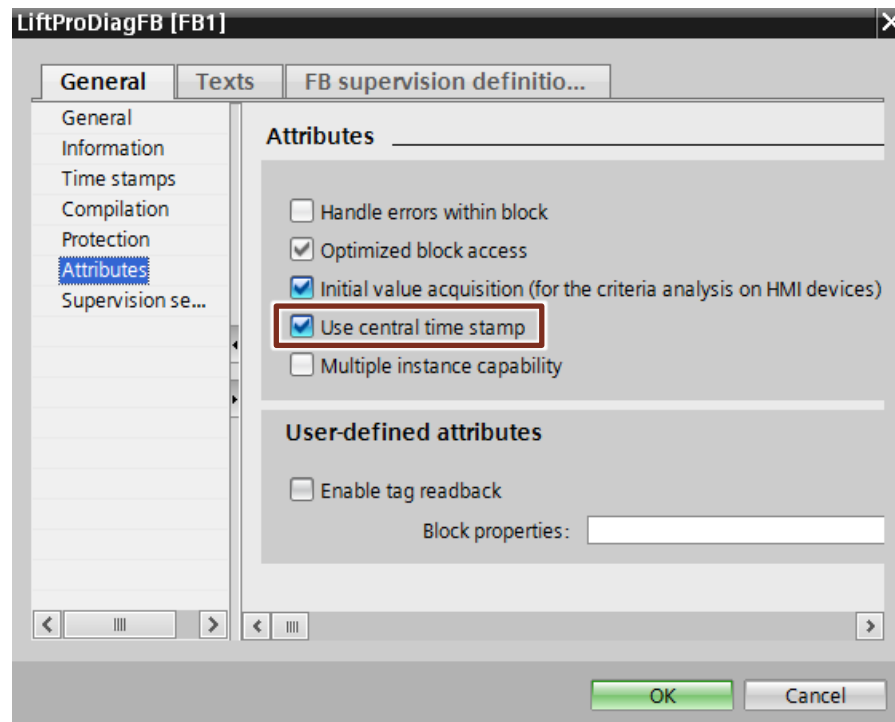 LiftProDiagFB [FB1]
General
Texts
FB supervision definitio...
General
Information
Time stamps
Compilation
Protection
Attributes
Supervision se...
Attributes
Handle errors within block
Optimized block access
Initial value acquisition (for the criteria analysis on HMI devices)
Use central time stamp
Multiple instance capability
User-defined attributes
Enable tag readback
Block properties:
OK
Cancel